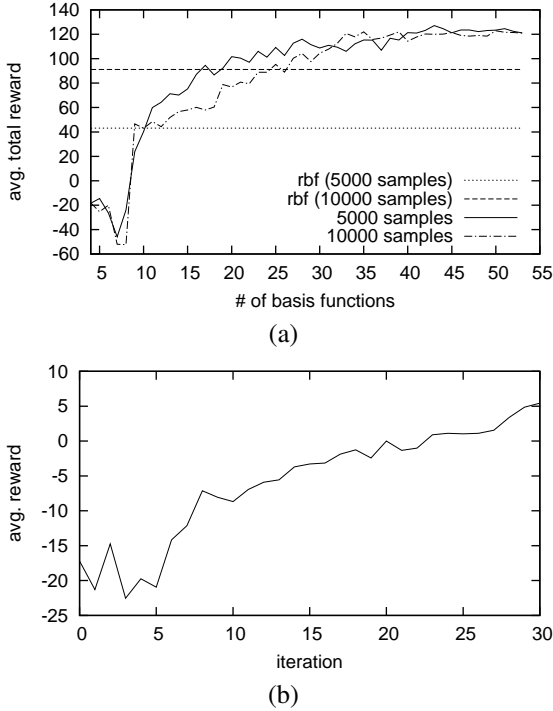 140
120
100
80
60
40
20
0
-20
-40
-60
avg. total reward
rbf (5000 samples)
rbf (10000 samples)
5000 samples
10000 samples
5 10 15 20 25 30 35 40 45 50 55
# of basis functions
(a)
10
5
0
-5
-10
-15
-20
-25
avg. reward
0 5 10 15 20 25 30
iteration
(b)